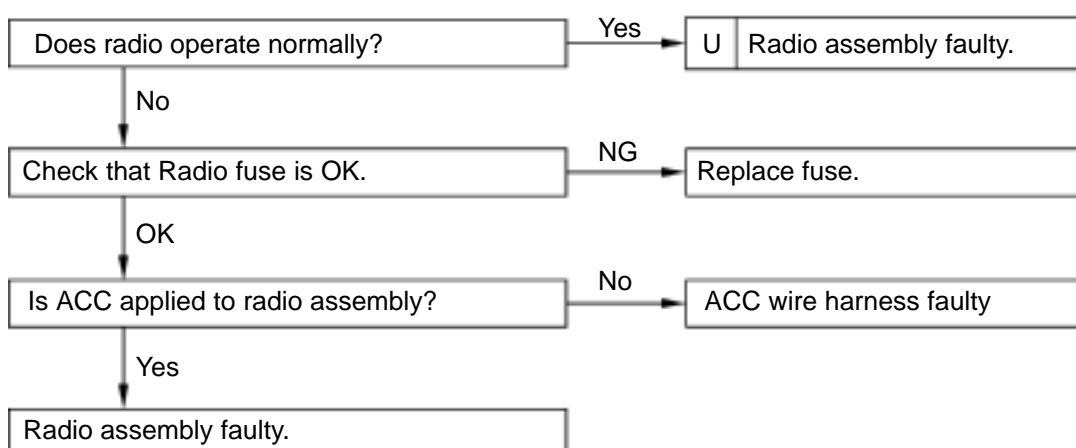 Does radio operate normally?
Yes
U Radio assembly faulty.
No
Check that Radio fuse is OK.
NG
Replace fuse.
OK
Is ACC applied to radio assembly?
No
ACC wire harness faulty
Yes
Radio assembly faulty.